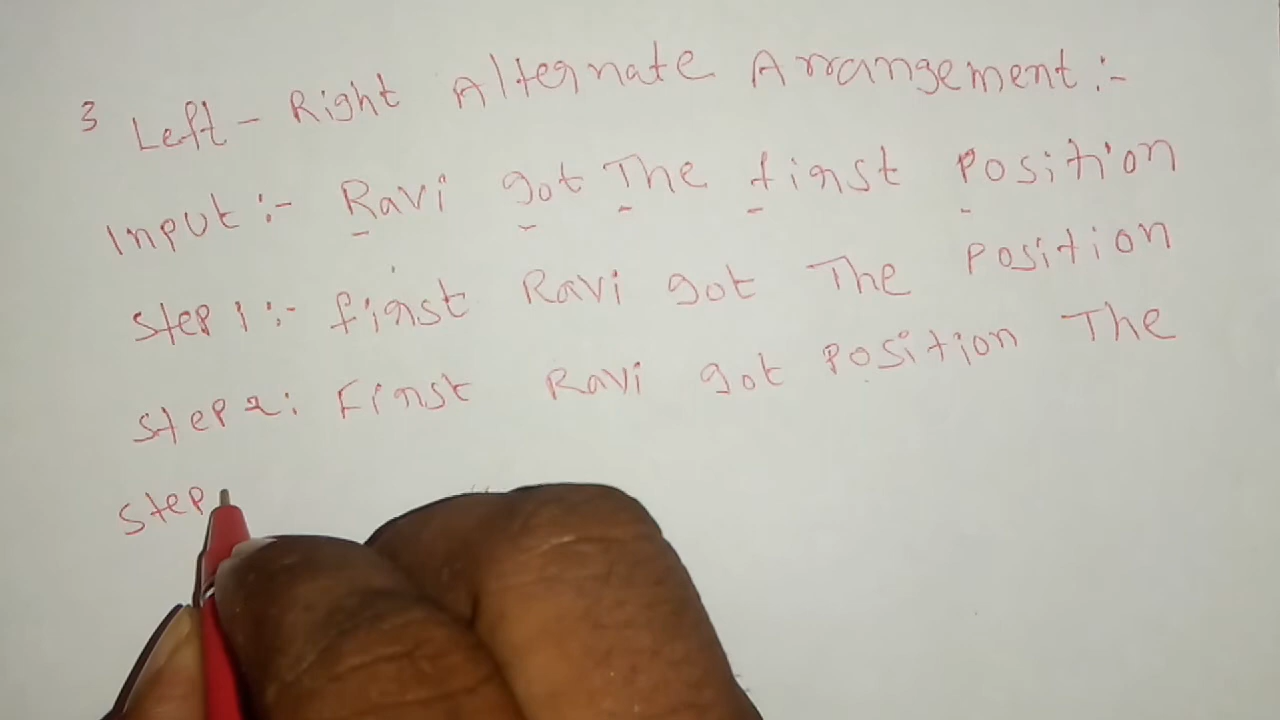 3 Left - Right Alternate Arrangement :-
Input :- Ravi got The first Position
Step 1 :- first Ravi got The Position
Step 2 : First Ravi got Position The
Step